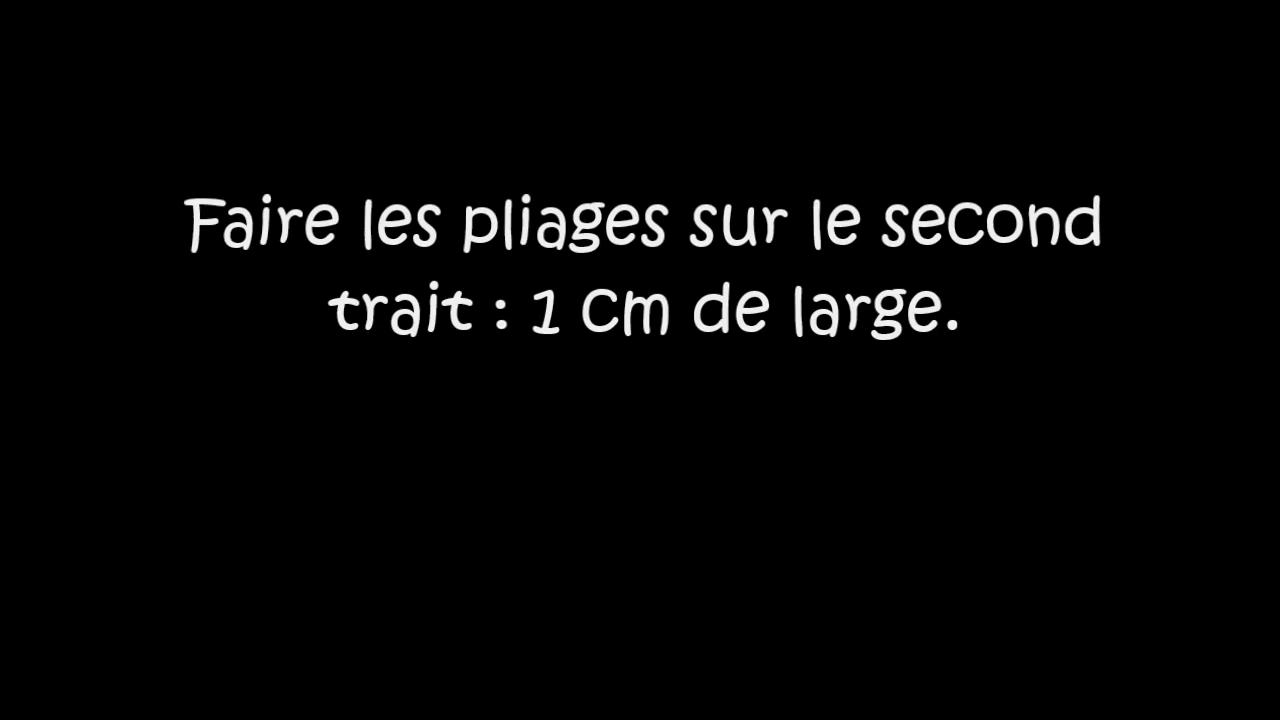 Faire les pliages sur le second
trait : 1 cm de large.